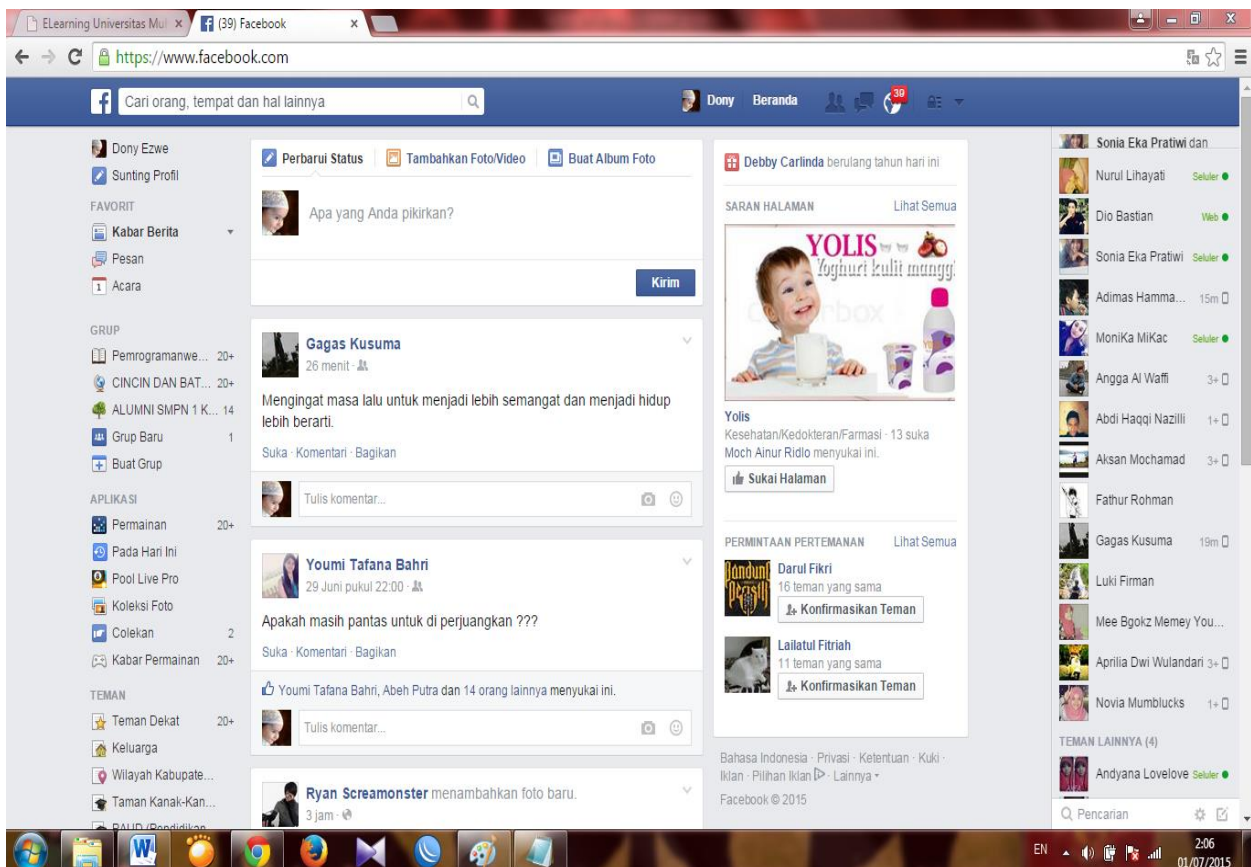 ELearning Universitas Mul
(39) Facebook
https://www.facebook.com
Cari orang, tempat dan hal lainnya
Dony
Beranda
39
Dony Ezwe
Sunting Profil
FAVORIT
Kabar Berita
Pesan
1 Acara
GRUP
Pemrogramanwe... 20+
CINCIN DAN BAT... 20+
ALUMNI SMPN 1 K... 14
Grup Baru 1
Buat Grup
APLIKASI
Permainan 20+
Pada Hari Ini
Pool Live Pro
Koleksi Foto
Colekan 2
Kabar Permainan 20+
TEMAN
Teman Dekat 20+
Keluarga
Wilayah Kabupate...
Taman Kanak-Kan...
PAUD (Pendidikan
Perbarui Status
Tambahkan Foto/Video
Buat Album Foto
Apa yang Anda pikirkan?
Kirim
Gagas Kusuma
26 menit ·
Mengingat masa lalu untuk menjadi lebih semangat dan menjadi hidup
lebih berarti.
Suka · Komentari · Bagikan
Tulis komentar...
Youmi Tafana Bahri
29 Juni pukul 22:00 ·
Apakah masih pantas untuk di perjuangkan ???
Suka · Komentari · Bagikan
Youmi Tafana Bahri, Abeh Putra dan 14 orang lainnya menyukai ini.
Tulis komentar...
Ryan Screamonster menambahkan foto baru.
3 jam ·
Debby Carlinda berulang tahun hari ini
SARAN HALAMAN
Lihat Semua
YOLIS
Yoghurt kulit manggi
Yolis
Kesehatan/Kedokteran/Farmasi · 13 suka
Moch Ainur Ridlo menyukai ini.
Sukai Halaman
PERMINTAAN PERTEMANAN
Lihat Semua
Darul Fikri
16 teman yang sama
Konfirmasikan Teman
Lailatul Fitriah
11 teman yang sama
Konfirmasikan Teman
Bahasa Indonesia · Privasi · Ketentuan · Kuki ·
Iklan · Pilihan Iklan · Lainnya
Facebook © 2015
Sonia Eka Pratiwi dan
Nurul Lihayati Seluler
Dio Bastian Web
Sonia Eka Pratiwi Seluler
Adimas Hamma... 15m
MoniKa MiKac Seluler
Angga Al Waffi 3+
Abdi Haqqi Nazilli 1+
Aksan Mochamad 3+
Fathur Rohman
Gagas Kusuma 19m
Luki Firman
Mee Bgokz Memey You...
Aprilia Dwi Wulandari 3+
Novia Mumblucks 1+
TEMAN LAINNYA (4)
Andyana Lovelove Seluler
Pencarian
EN
2:06
01/07/2015